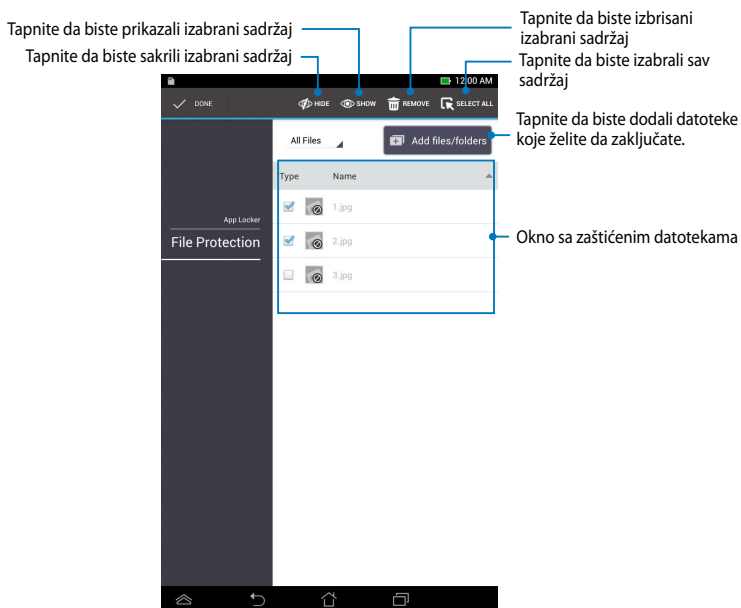 Tapnite da biste prikazali izabrani sadržaj
Tapnite da biste sakrili izabrani sadržaj
Tapnite da biste izbrisani
izabrani sadržaj
Tapnite da biste izabrali sav
sadržaj
12:00 AM
DONE
HIDE
SHOW
REMOVE
SELECT ALL
All Files
Add files/folders
Tapnite da biste dodali datoteke
koje želite da zaključate.
Type
Name
1.jpg
App Locker
File Protection
2.jpg
Okno sa zaštićenim datotekama
3.jpg